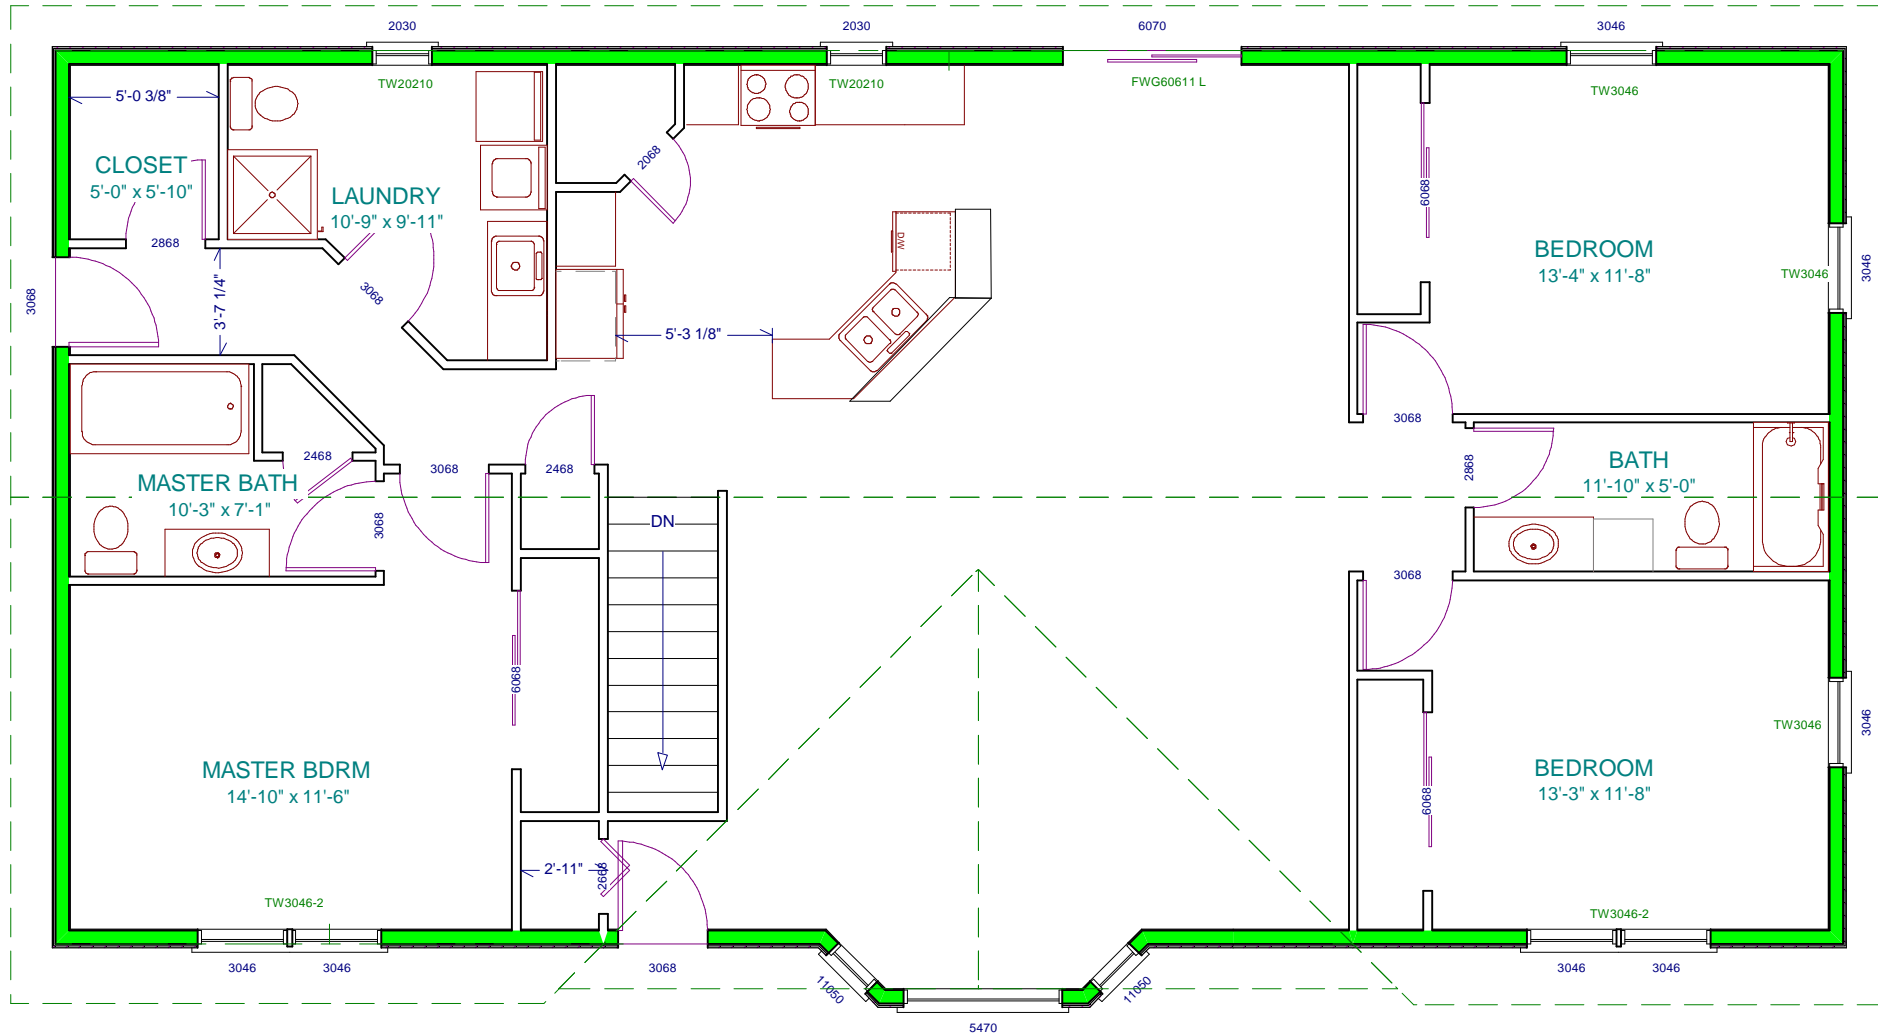 2030
2030
6070
3046
TW20210
TW20210
FWG60611 L
TW3046
5'-0 3/8"
CLOSET
5'-0" x 5'-10"
2868
LAUNDRY
10'-9" x 9'-11"
2068
6068
D/W
BEDROOM
13'-4" x 11'-8"
TW3046
3046
3068
3'-7 1/4"
3068
5'-3 1/8"
3068
2468
MASTER BATH
10'-3" x 7'-1"
3068
3068
2468
DN
2868
BATH
11'-10" x 5'-0"
3068
6068
TW3046
3046
MASTER BDRM
14'-10" x 11'-6"
BEDROOM
13'-3" x 11'-8"
6068
2'-11"
2668
TW3046-2
TW3046-2
3046
3046
3068
11050
11050
3046
3046
5470